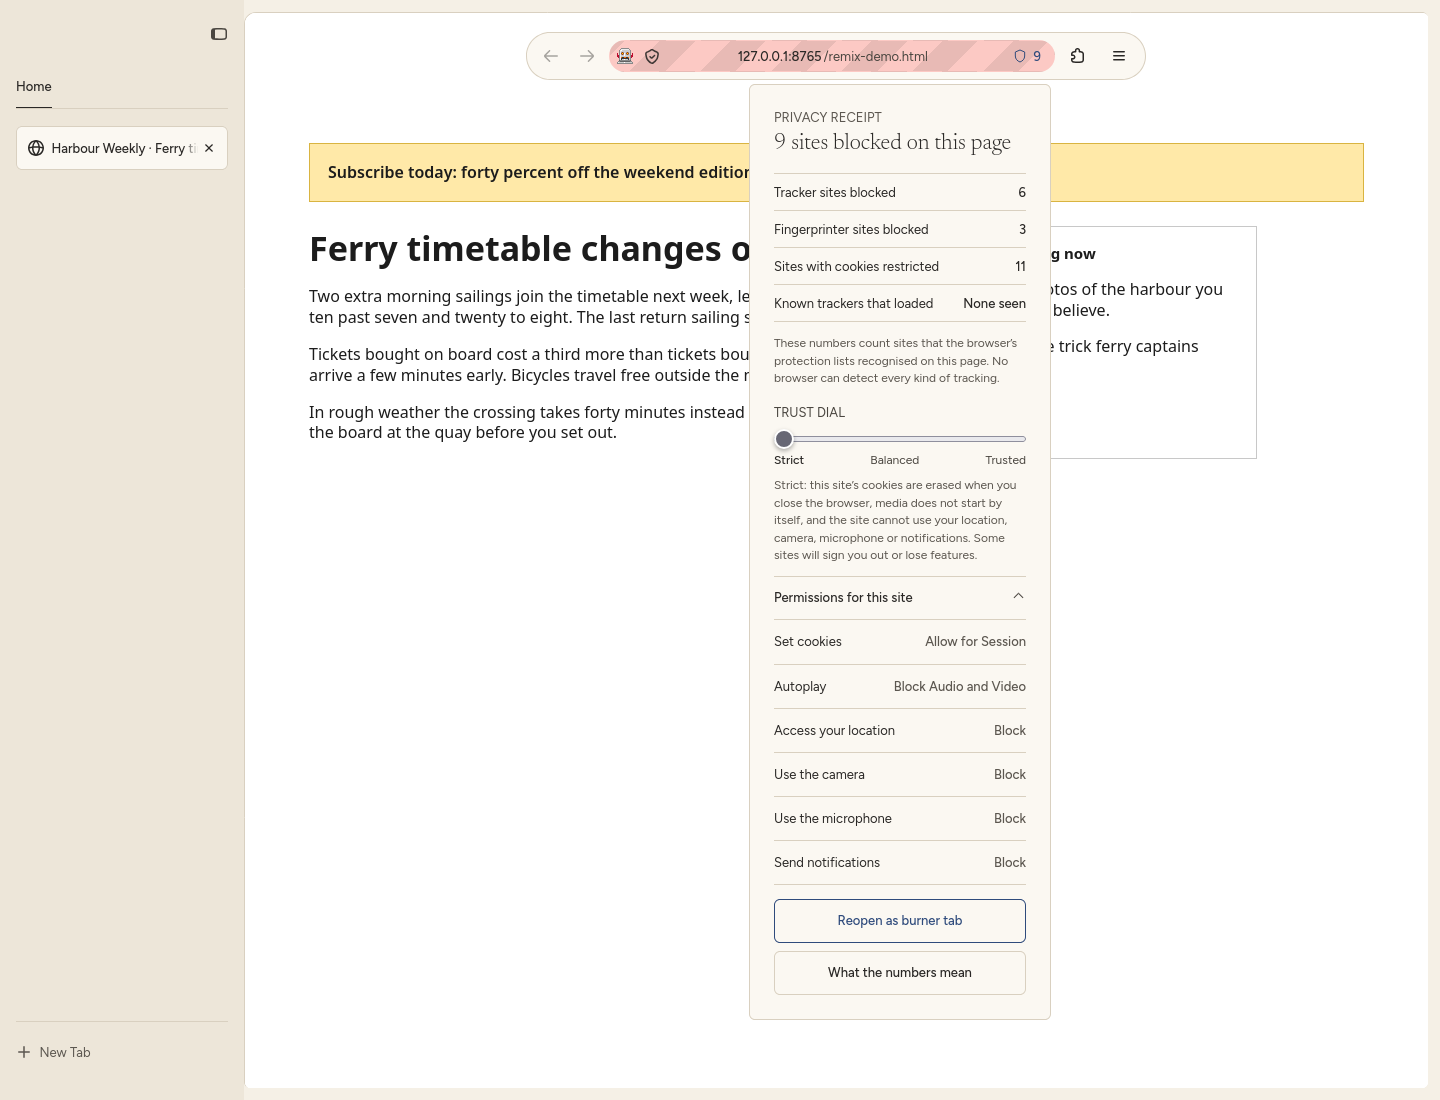 Home
Harbour Weekly · Ferry
New Tab
127.0.0.1:8765/remix-demo.html
9
Subscribe today: forty percent off the weekend edition
Ferry timetable changes
Two extra morning sailings join the timetable next week,
ten past seven and twenty to eight. The last return sailing
Tickets bought on board cost a third more than tickets
arrive a few minutes early. Bicycles travel free outside the
In rough weather the crossing takes forty minutes instead
the board at the quay before you set out.
PRIVACY RECEIPT
9 sites blocked on this page
Tracker sites blocked 6
Fingerprinter sites blocked 3
Sites with cookies restricted 11
Known trackers that loaded None seen
These numbers count sites that the browser's
protection lists recognised on this page. No
browser can detect every kind of tracking.
TRUST DIAL
Strict Balanced Trusted
Strict: this site's cookies are erased when you
close the browser, media does not start by
itself, and the site cannot use your location,
camera, microphone or notifications. Some
sites will sign you out or lose features.
Permissions for this site
Set cookies Allow for Session
Autoplay Block Audio and Video
Access your location Block
Use the camera Block
Use the microphone Block
Send notifications Block
Reopen as burner tab
What the numbers mean
now
of the harbour you
believe.
trick ferry captains